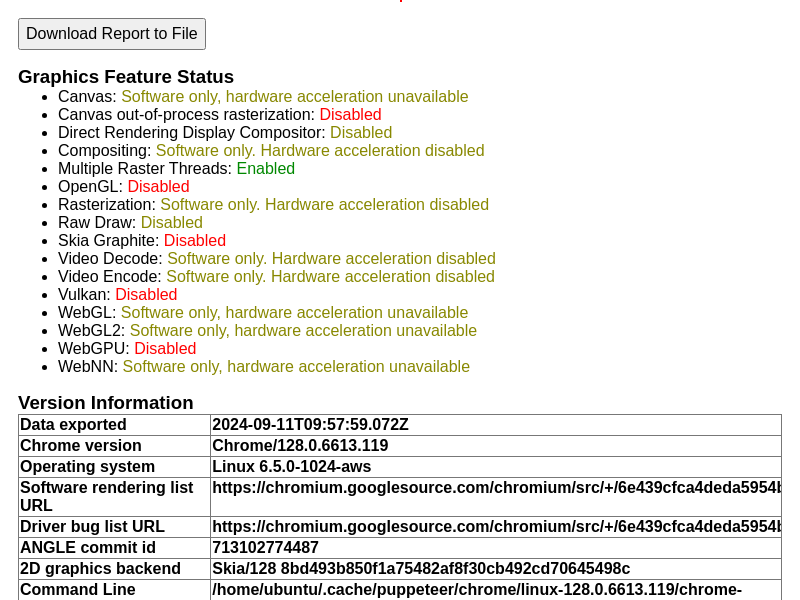 Download Report to File
Graphics Feature Status
Canvas: Software only, hardware acceleration unavailable
Canvas out-of-process rasterization: Disabled
Direct Rendering Display Compositor: Disabled
Compositing: Software only. Hardware acceleration disabled
Multiple Raster Threads: Enabled
OpenGL: Disabled
Rasterization: Software only. Hardware acceleration disabled
Raw Draw: Disabled
Skia Graphite: Disabled
Video Decode: Software only. Hardware acceleration disabled
Video Encode: Software only. Hardware acceleration disabled
Vulkan: Disabled
WebGL: Software only, hardware acceleration unavailable
WebGL2: Software only, hardware acceleration unavailable
WebGPU: Disabled
WebNN: Software only, hardware acceleration unavailable
Version Information
Data exported 2024-09-11T09:57:59.072Z
Chrome version Chrome/128.0.6613.119
Operating system Linux 6.5.0-1024-aws
Software rendering list https://chromium.googlesource.com/chromium/src/+/6e439cfca4deda5954b
URL
Driver bug list URL https://chromium.googlesource.com/chromium/src/+/6e439cfca4deda5954b
ANGLE commit id 713102774487
2D graphics backend Skia/128 8bd493b850f1a75482af8f30cb492cd70645498c
Command Line /home/ubuntu/.cache/puppeteer/chrome/linux-128.0.6613.119/chrome-